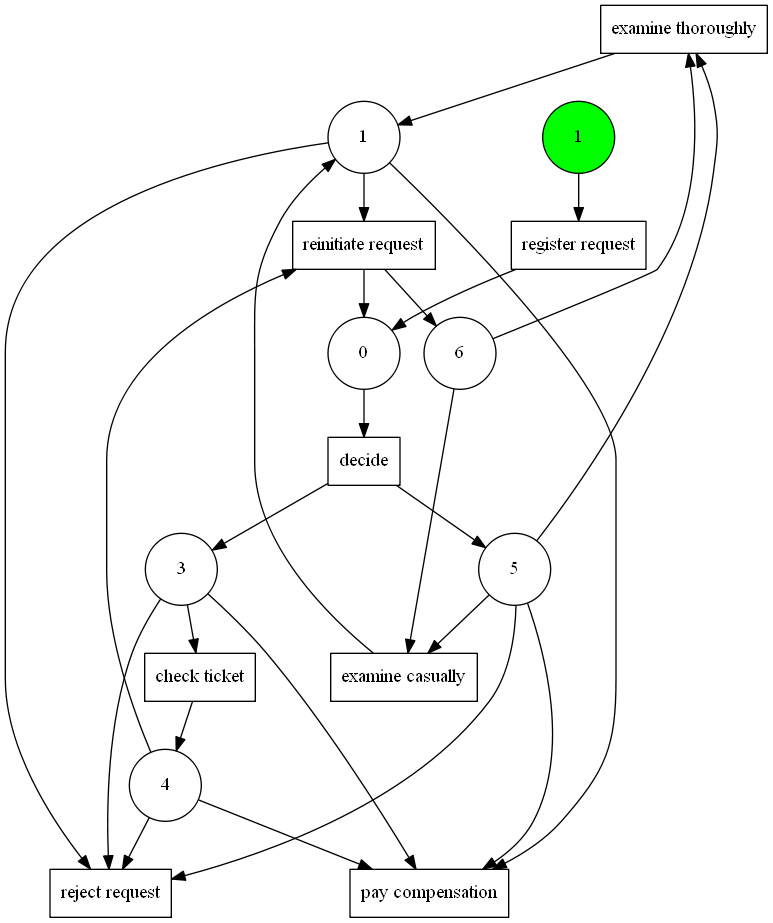 examine thoroughly
1
1
reinitiate request
register request
0
6
decide
3
5
check ticket
examine casually
4
reject request
pay compensation